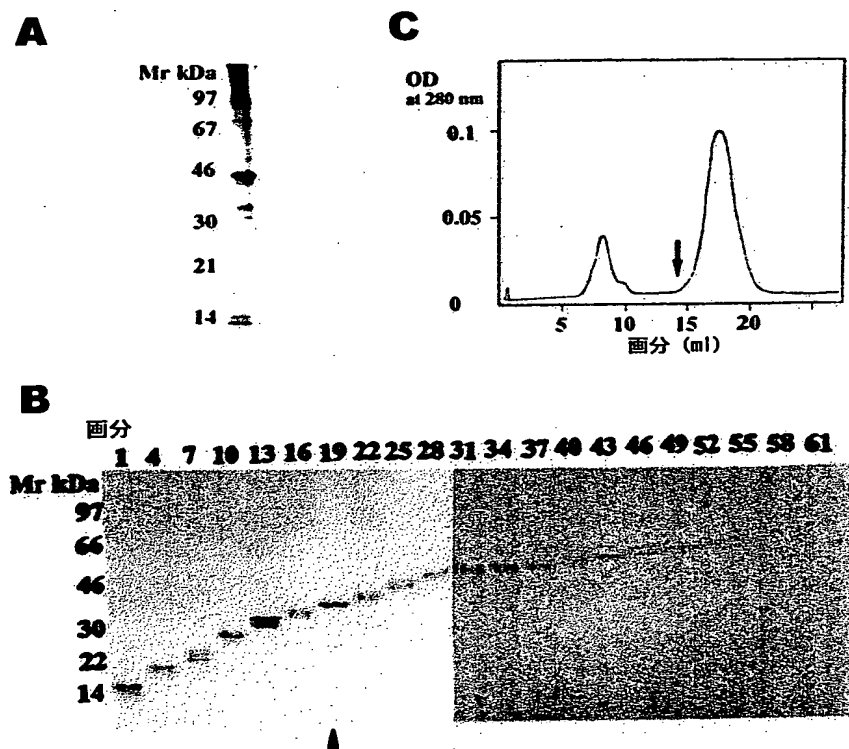 A
Mr kDa
97
67
46
30
21
14
C
OD
at 280 nm
0.1
0.05
0
5 10 15 20
画分 (ml)
B
画分
1 4 7 10 13 16 19 22 25 28 31 34 37 40 43 46 49 52 55 58 61
Mr kDa
97
66
46
30
22
14